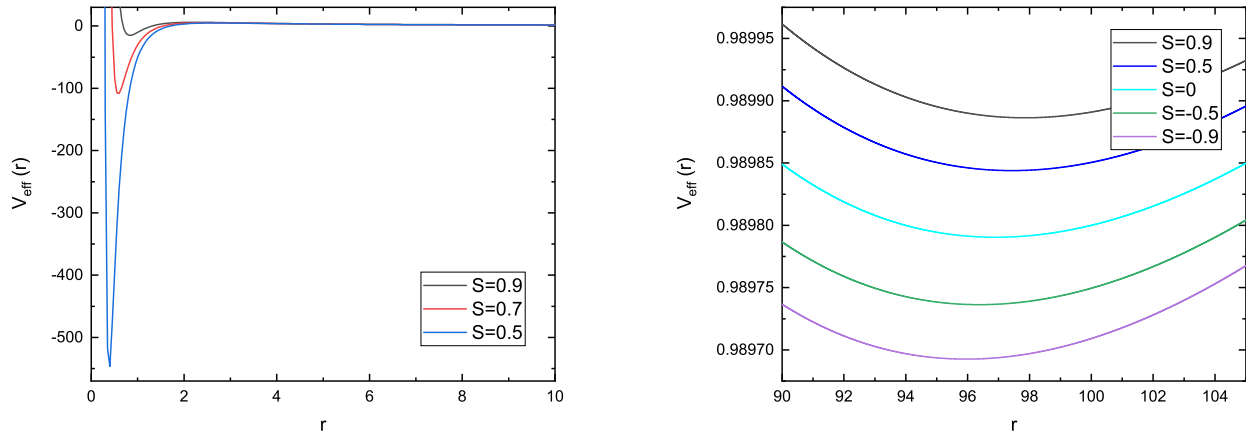 0
-100
-200
-300
-400
-500
V_eff (r)
0 2 4 6 8 10
r
S=0.9
S=0.7
S=0.5
0.98995
0.98990
0.98985
0.98980
0.98975
0.98970
V_eff (r)
90 92 94 96 98 100 102 104
r
S=0.9
S=0.5
S=0
S=-0.5
S=-0.9